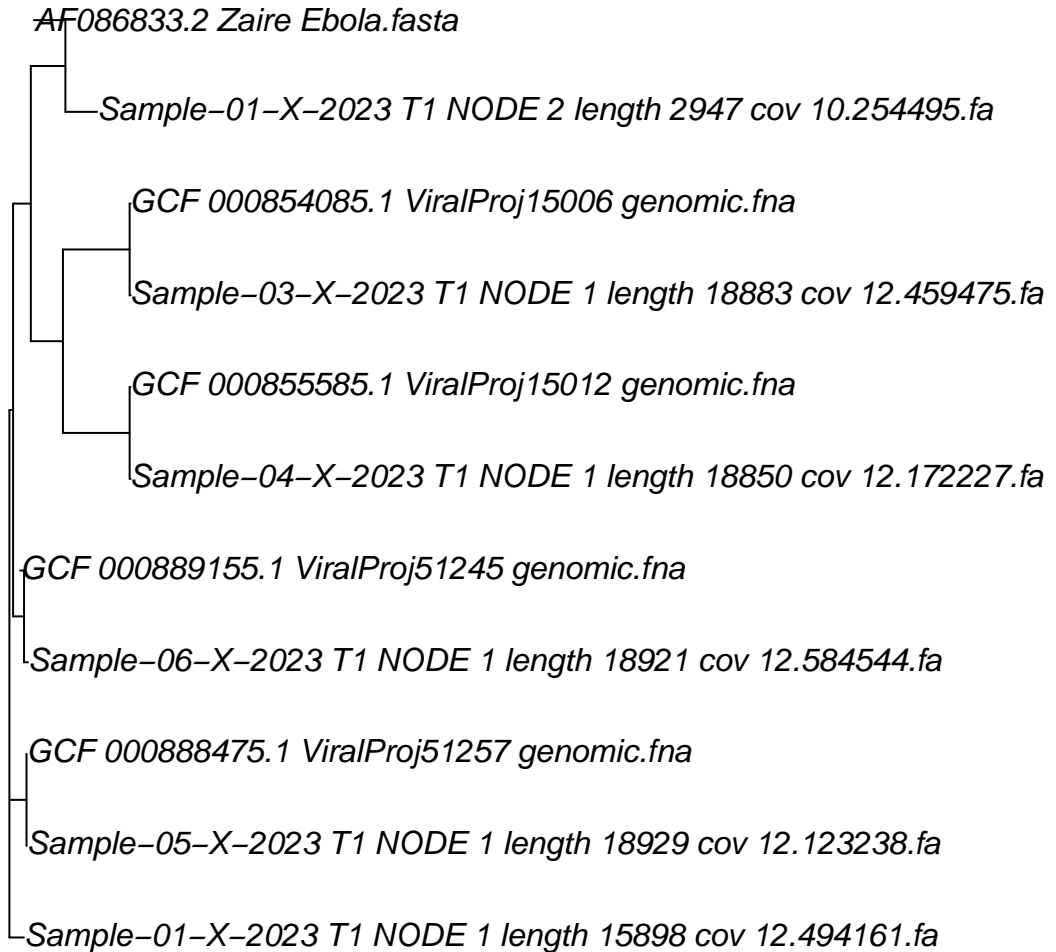 AF086833.2 Zaire Ebola.fasta
Sample−01−X−2023 T1 NODE 2 length 2947 cov 10.254495.fa
GCF 000854085.1 ViralProj15006 genomic.fna
Sample−03−X−2023 T1 NODE 1 length 18883 cov 12.459475.fa
GCF 000855585.1 ViralProj15012 genomic.fna
Sample−04−X−2023 T1 NODE 1 length 18850 cov 12.172227.fa
GCF 000889155.1 ViralProj51245 genomic.fna
Sample−06−X−2023 T1 NODE 1 length 18921 cov 12.584544.fa
GCF 000888475.1 ViralProj51257 genomic.fna
Sample−05−X−2023 T1 NODE 1 length 18929 cov 12.123238.fa
Sample−01−X−2023 T1 NODE 1 length 15898 cov 12.494161.fa